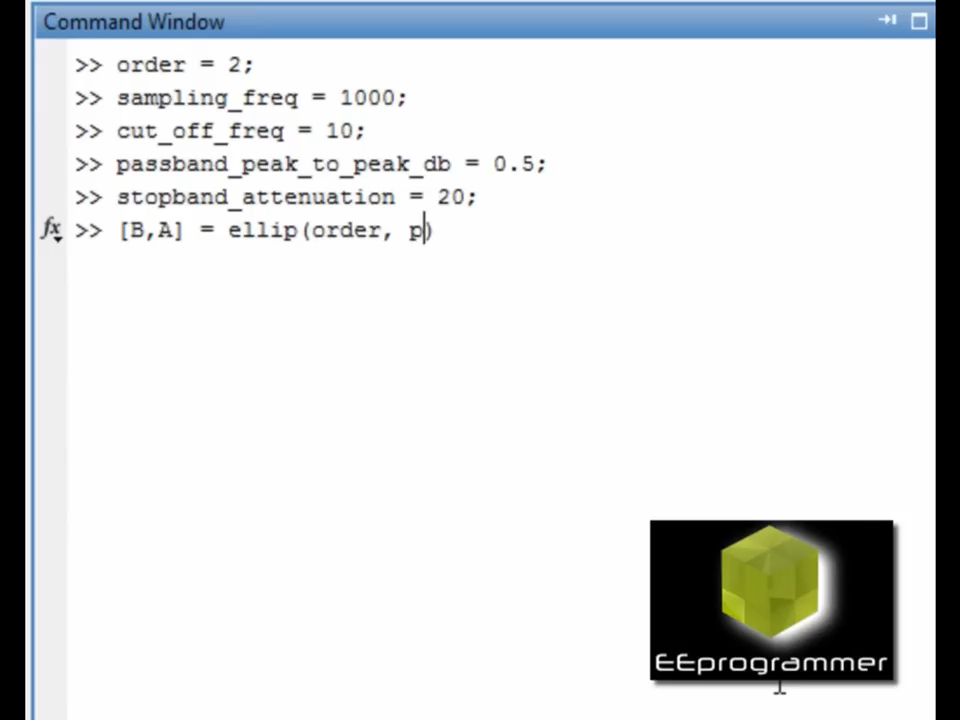 Command Window
>> order = 2;
>> sampling_freq = 1000;
>> cut_off_freq = 10;
>> passband_peak_to_peak_db = 0.5;
>> stopband_attenuation = 20;
fx >> [B,A] = ellip(order, p)
EEprogrammer